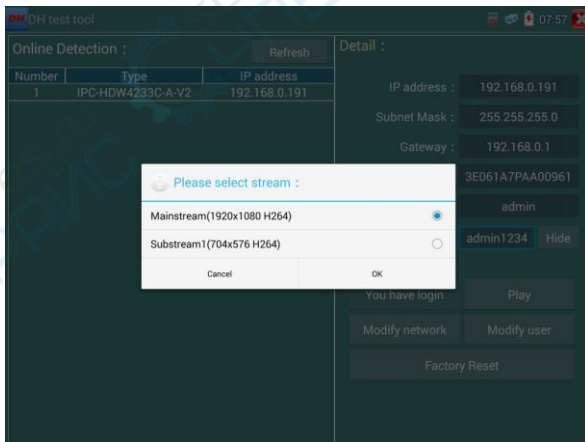 DH DH test tool
07:57
Online Detection :
Refresh
Number Type IP address
1 IPC-HDW4233C-A-V2 192.168.0.191
Detail :
IP address : 192.168.0.191
Subnet Mask : 255.255.255.0
Gateway : 192.168.0.1
3E061A7PAA00961
admin
admin1234 Hide
You have login Play
Modify network Modify user
Factory Reset
Please select stream :
Mainstream(1920x1080 H264)
Substream1(704x576 H264)
Cancel OK